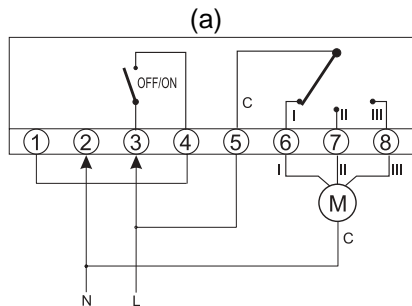 (a)
OFF/ON
C I II III
1 2 3 4 5 6 7 8
I II III
M
C
N L